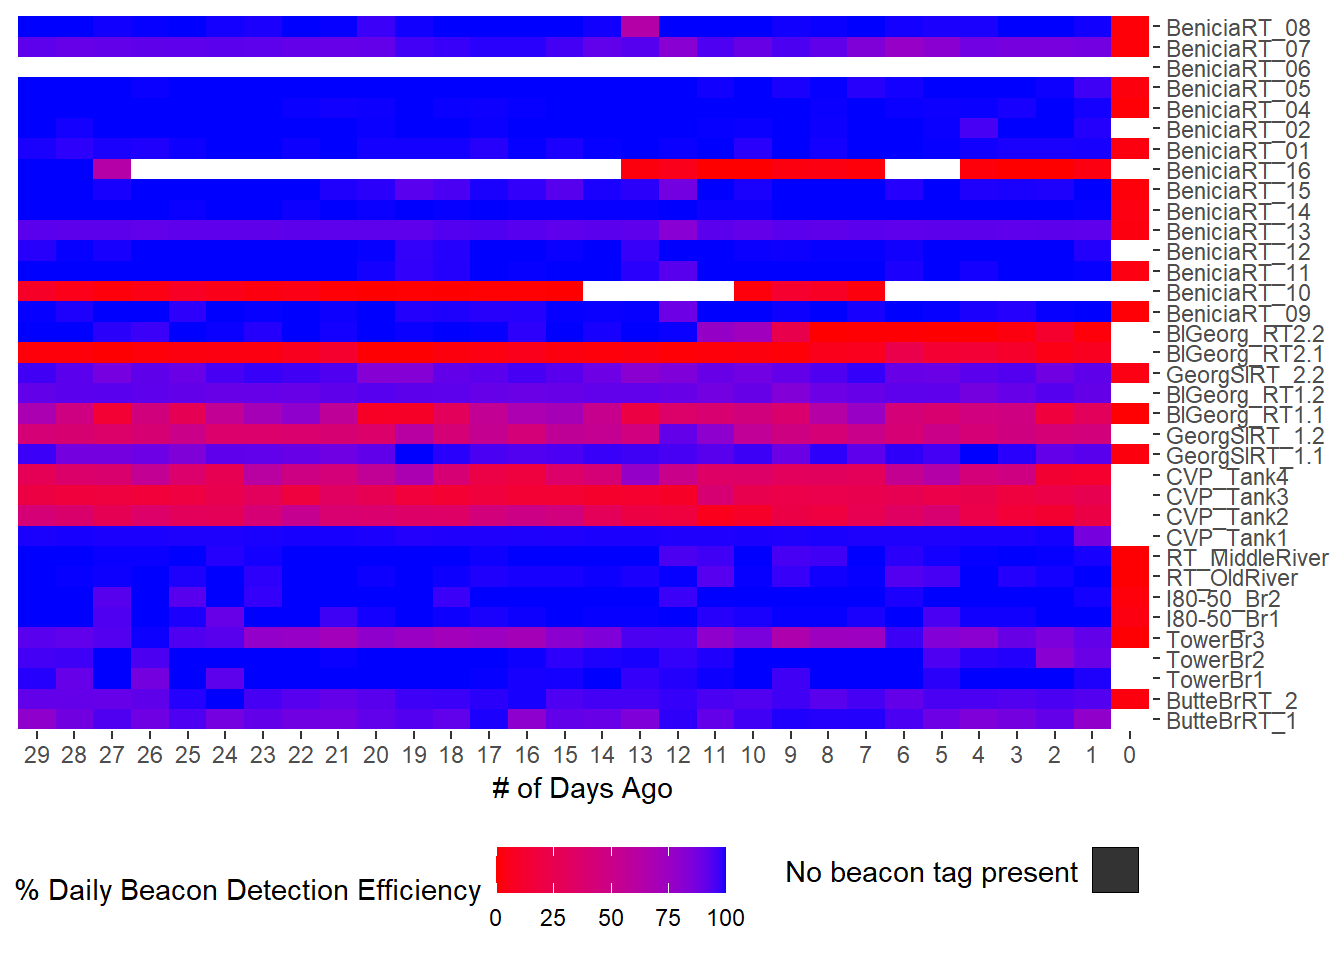 BeniciaRT_08
BeniciaRT_07
BeniciaRT_06
BeniciaRT_05
BeniciaRT_04
BeniciaRT_02
BeniciaRT_01
BeniciaRT_16
BeniciaRT_15
BeniciaRT_14
BeniciaRT_13
BeniciaRT_12
BeniciaRT_11
BeniciaRT_10
BeniciaRT_09
BlGeorg_RT2.2
BlGeorg_RT2.1
GeorgSlRT_2.2
BlGeorg_RT1.2
BlGeorg_RT1.1
GeorgSlRT_1.2
GeorgSlRT_1.1
CVP_Tank4
CVP_Tank3
CVP_Tank2
CVP_Tank1
RT_MiddleRiver
RT_OldRiver
I80-50_Br2
I80-50_Br1
TowerBr3
TowerBr2
TowerBr1
ButteBrRT_2
ButteBrRT_1
29 28 27 26 25 24 23 22 21 20 19 18 17 16 15 14 13 12 11 10 9 8 7 6 5 4 3 2 1 0
# of Days Ago
% Daily Beacon Detection Efficiency
0 25 50 75 100
No beacon tag present